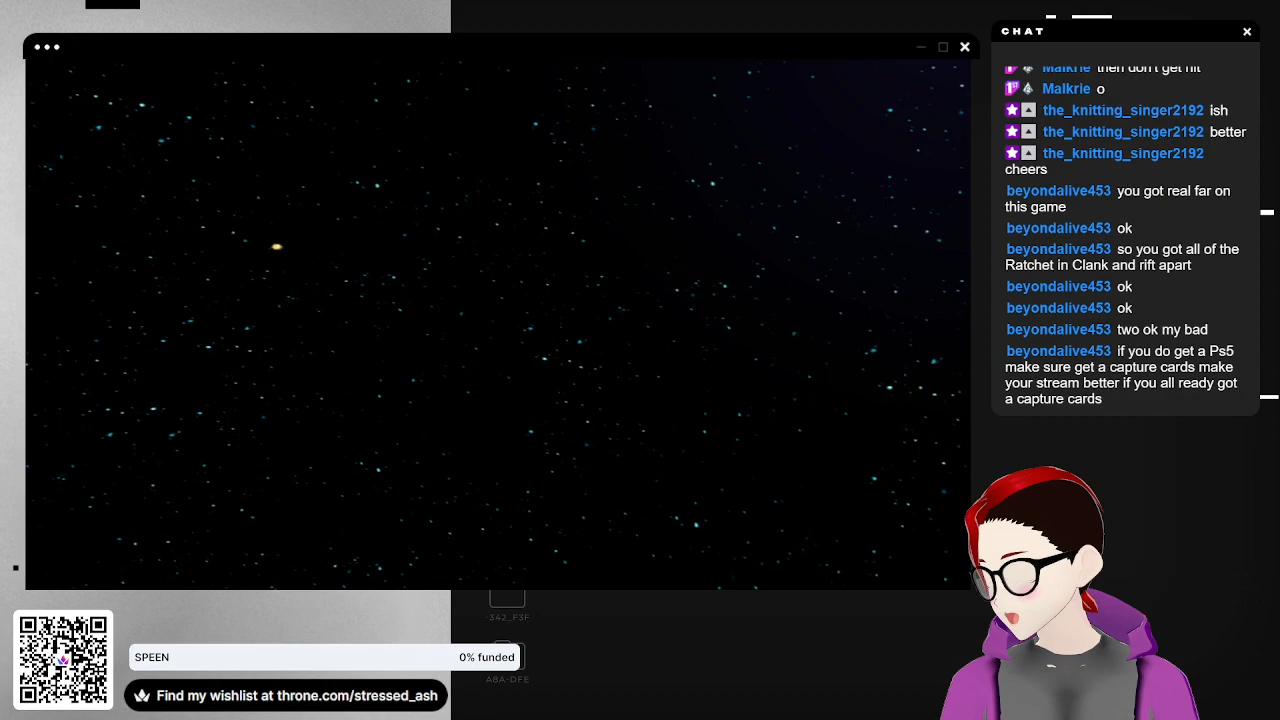 CHAT
Malkrie then don't get hit
Malkrie o
the_knitting_singer2192 ish
the_knitting_singer2192 better
the_knitting_singer2192
cheers
beyondalive453 you got real far on
this game
beyondalive453 ok
beyondalive453 so you got all of the
Ratchet in Clank and rift apart
beyondalive453 ok
beyondalive453 ok
beyondalive453 two ok my bad
beyondalive453 if you do get a Ps5
make sure get a capture cards make
your stream better if you all ready got
a capture cards
-342_F3F
SPEEN 0% funded
A8A-DFE
Find my wishlist at throne.com/stressed_ash